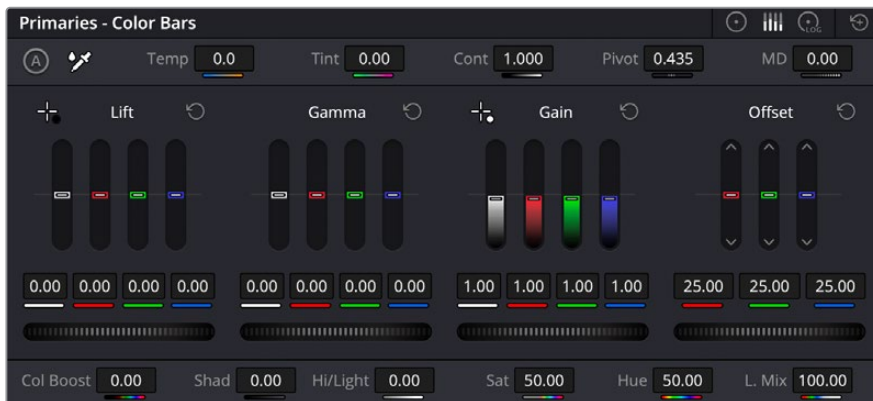 Primaries - Color Bars
LOG
A Temp 0.0 Tint 0.00 Cont 1.000 Pivot 0.435 MD 0.00
Lift Gamma Gain Offset
0.00 0.00 0.00 0.00 0.00 0.00 0.00 0.00 1.00 1.00 1.00 1.00 25.00 25.00 25.00
Col Boost 0.00 Shad 0.00 Hi/Light 0.00 Sat 50.00 Hue 50.00 L. Mix 100.00